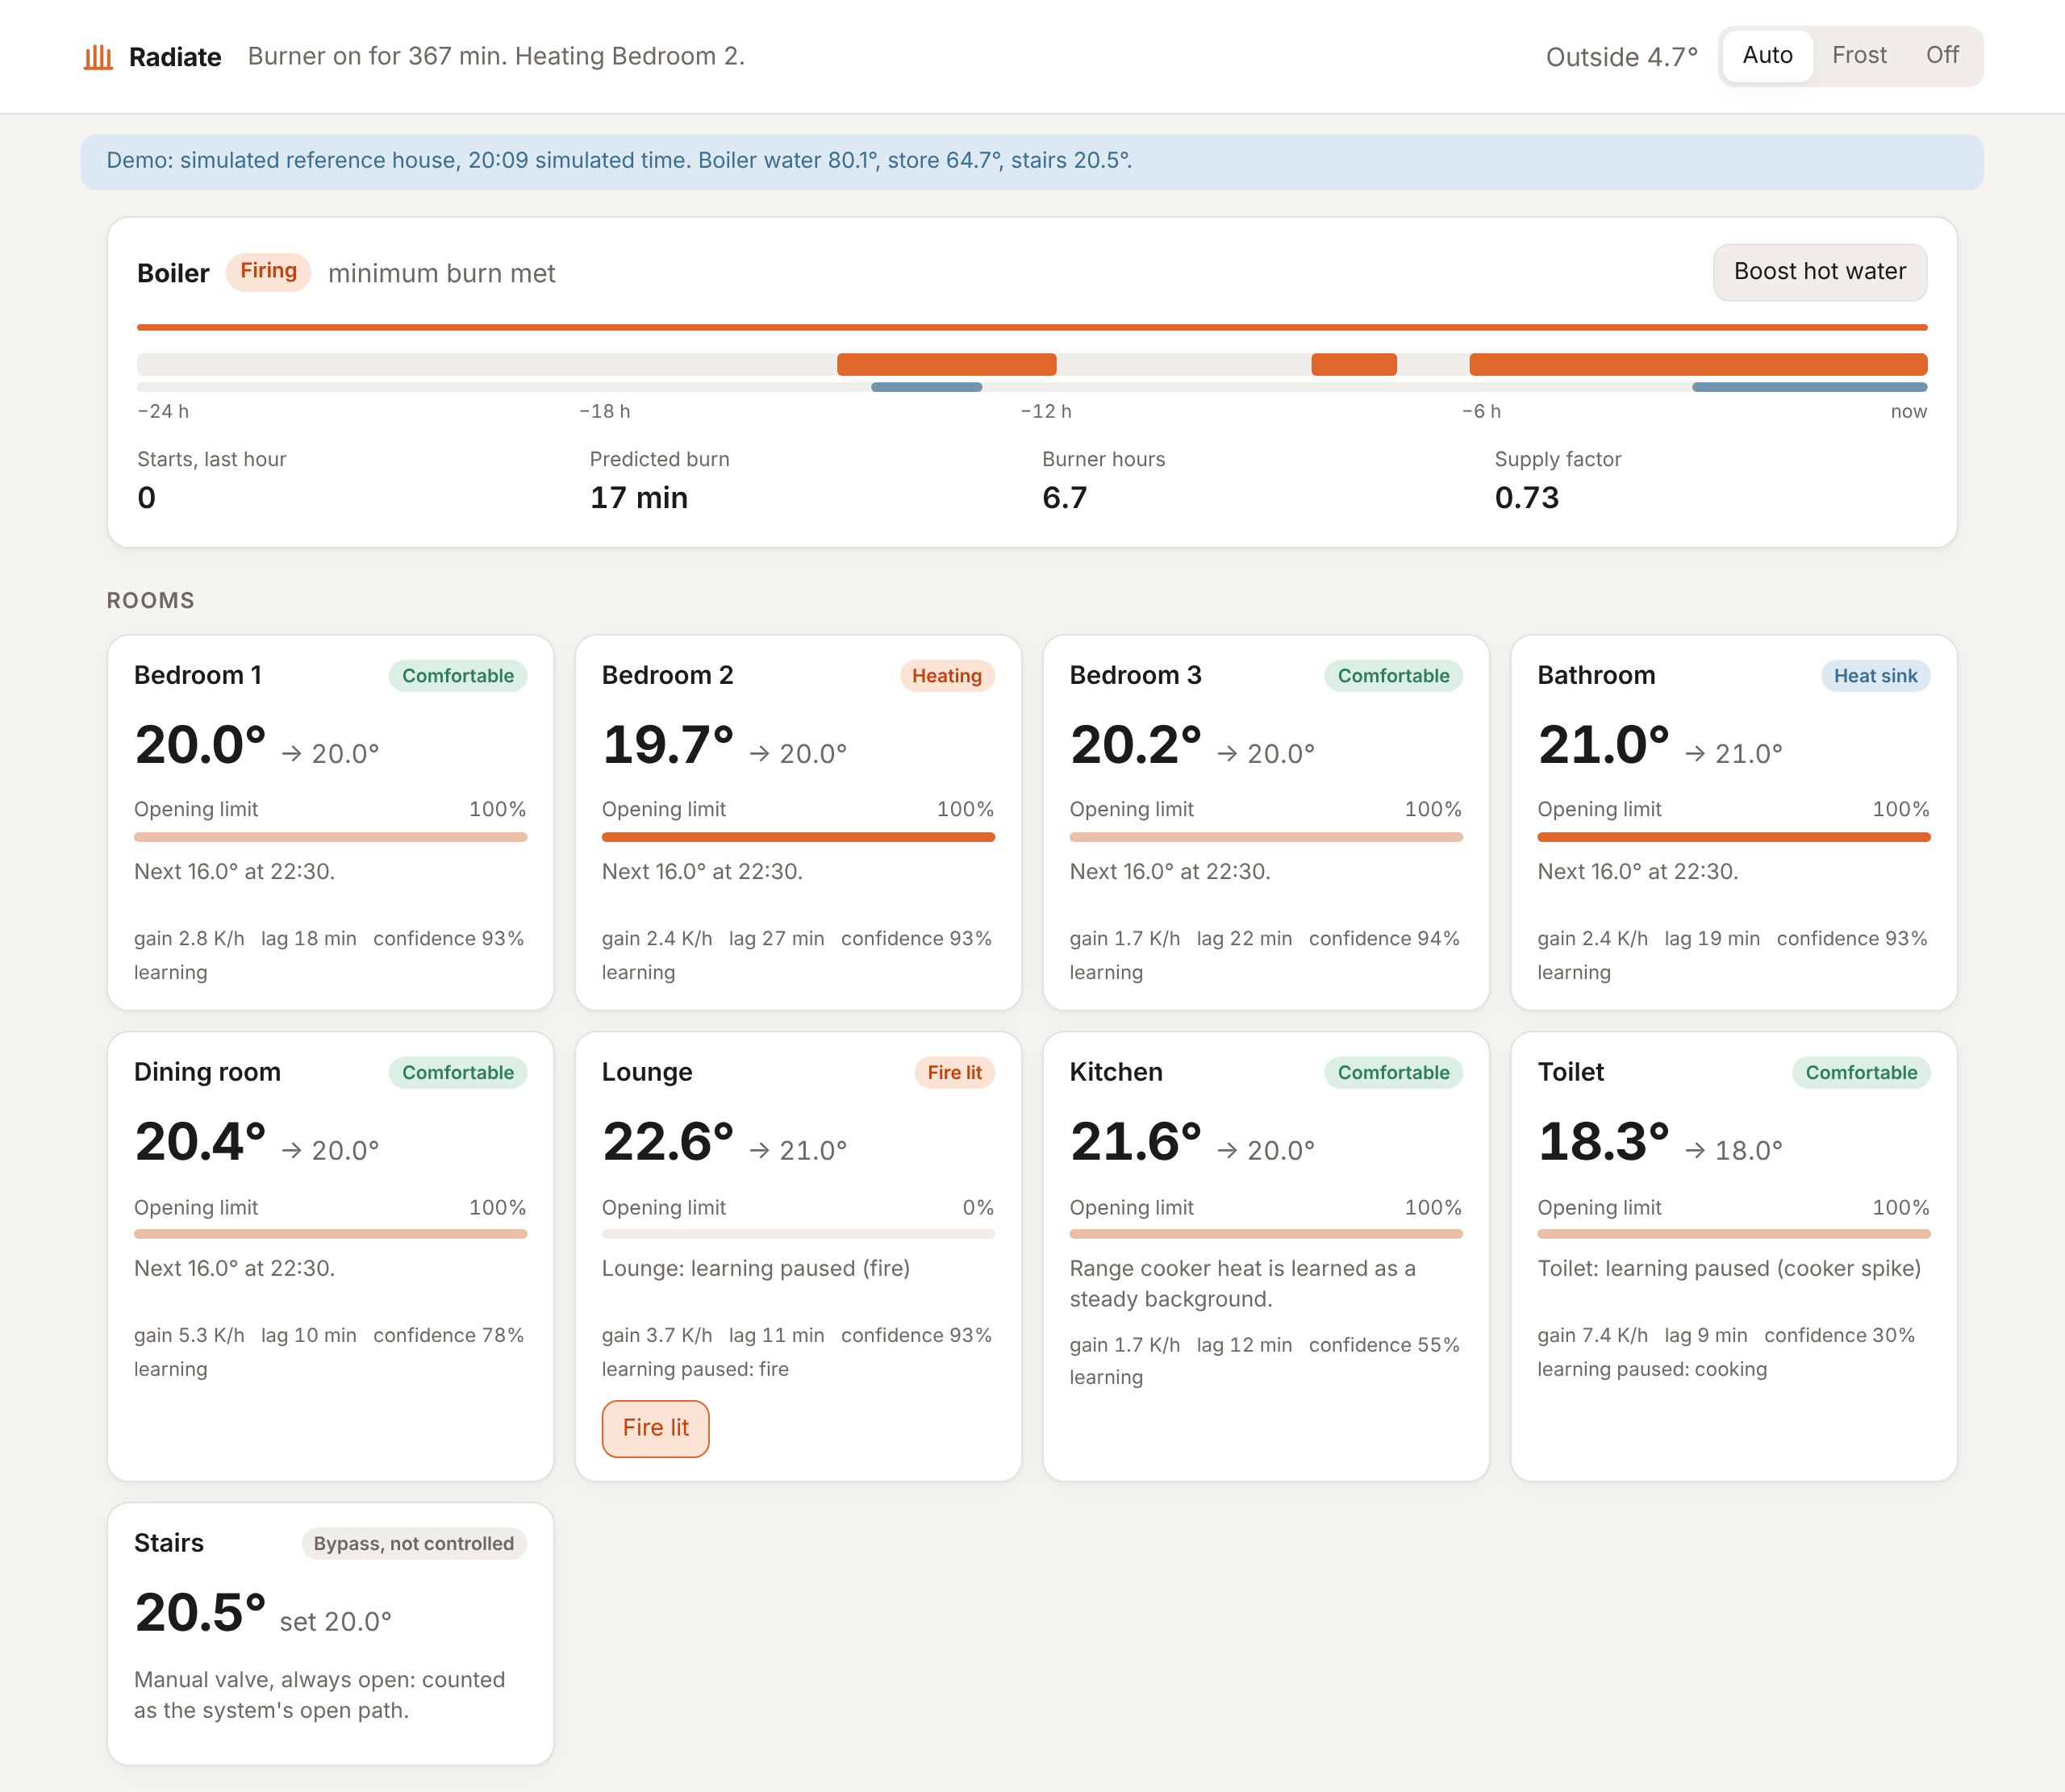 Radiate
Burner on for 367 min. Heating Bedroom 2.
Outside 4.7°
Auto
Frost
Off
Demo: simulated reference house, 20:09 simulated time. Boiler water 80.1°, store 64.7°, stairs 20.5°.
Boiler
Firing
minimum burn met
Boost hot water
−24 h
−18 h
−12 h
−6 h
now
Starts, last hour
Predicted burn
Burner hours
Supply factor
0
17 min
6.7
0.73
ROOMS
Bedroom 1
Comfortable
20.0° → 20.0°
Opening limit 100%
Next 16.0° at 22:30.
gain 2.8 K/h lag 18 min confidence 93%
learning
Bedroom 2
Heating
19.7° → 20.0°
Opening limit 100%
Next 16.0° at 22:30.
gain 2.4 K/h lag 27 min confidence 93%
learning
Bedroom 3
Comfortable
20.2° → 20.0°
Opening limit 100%
Next 16.0° at 22:30.
gain 1.7 K/h lag 22 min confidence 94%
learning
Bathroom
Heat sink
21.0° → 21.0°
Opening limit 100%
Next 16.0° at 22:30.
gain 2.4 K/h lag 19 min confidence 93%
learning
Dining room
Comfortable
20.4° → 20.0°
Opening limit 100%
Next 16.0° at 22:30.
gain 5.3 K/h lag 10 min confidence 78%
learning
Lounge
Fire lit
22.6° → 21.0°
Opening limit 0%
Lounge: learning paused (fire)
gain 3.7 K/h lag 11 min confidence 93%
learning paused: fire
Fire lit
Kitchen
Comfortable
21.6° → 20.0°
Opening limit 100%
Range cooker heat is learned as a
steady background.
gain 1.7 K/h lag 12 min confidence 55%
learning
Toilet
Comfortable
18.3° → 18.0°
Opening limit 100%
Toilet: learning paused (cooker spike)
gain 7.4 K/h lag 9 min confidence 30%
learning paused: cooking
Stairs
Bypass, not controlled
20.5° set 20.0°
Manual valve, always open: counted
as the system's open path.